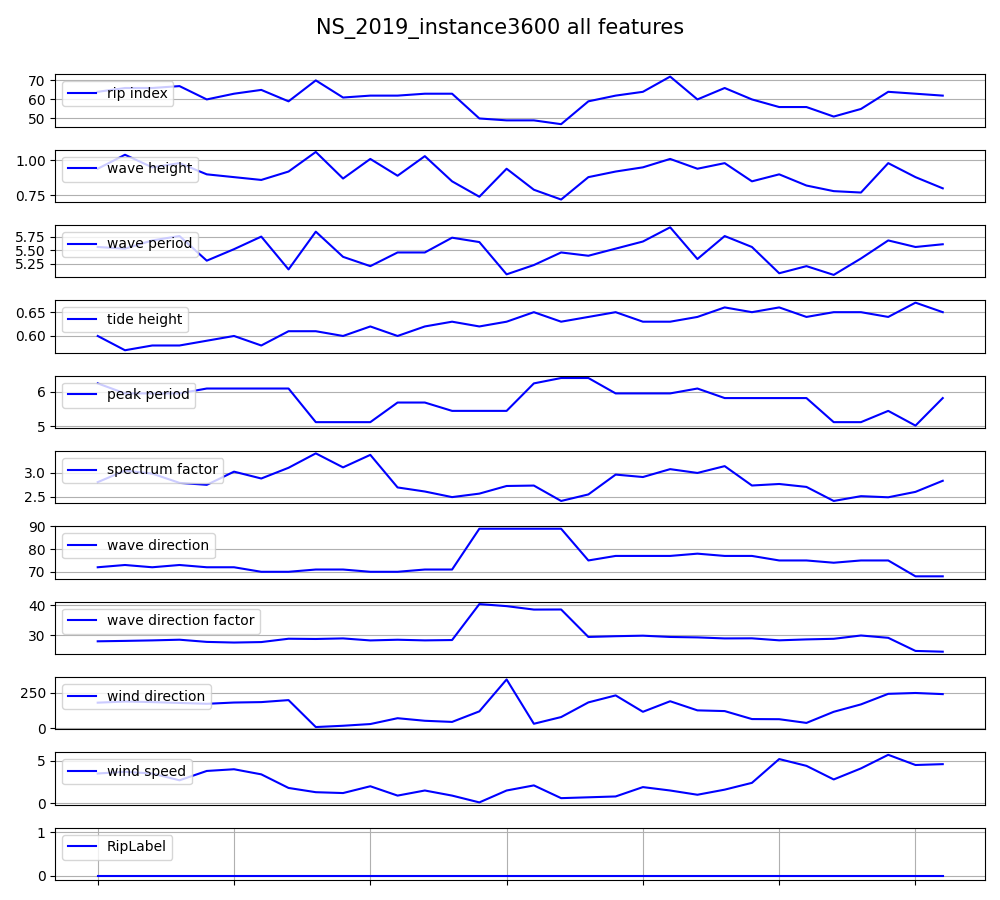 NS_2019_instance3600 all features
70
60
50
rip index
1.00
0.75
wave height
5.75
5.50
5.25
wave period
0.65
0.60
tide height
6
5
peak period
3.0
2.5
spectrum factor
90
80
70
wave direction
40
30
wave direction factor
250
0
wind direction
5
0
wind speed
1
0
RipLabel